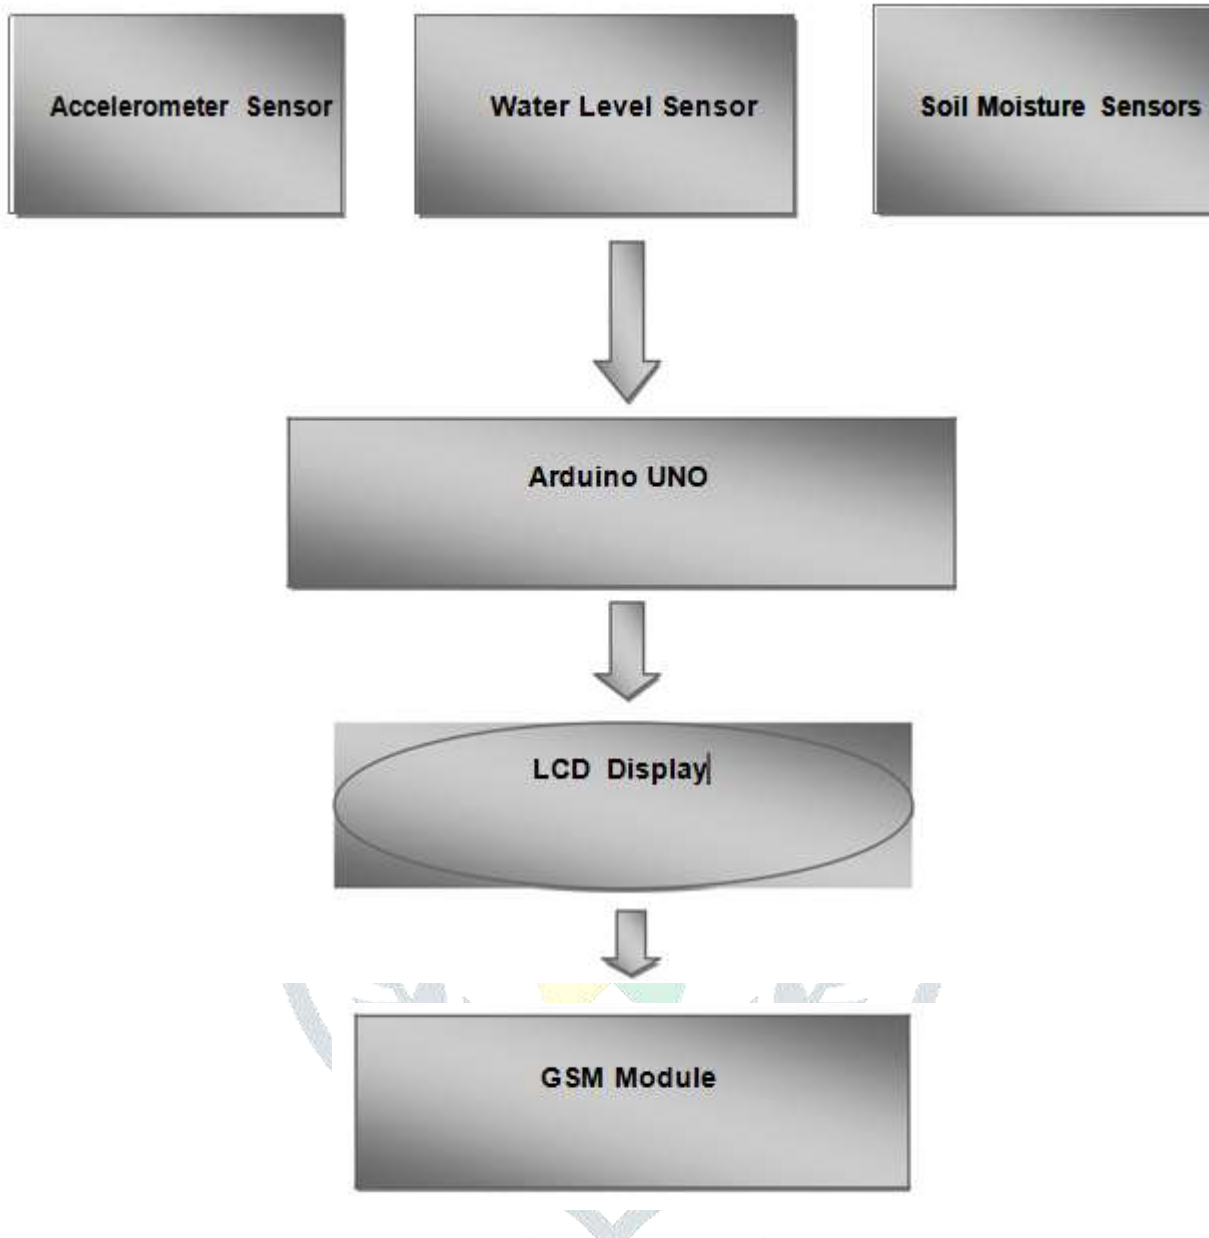 Accelerometer Sensor
Water Level Sensor
Soil Moisture Sensors
Arduino UNO
LCD Display
GSM Module